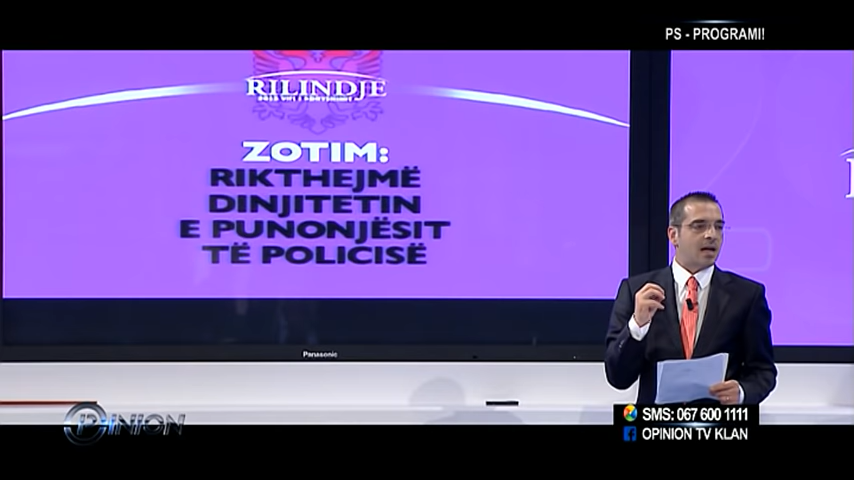 PS - PROGRAMI!
RILINDJE
ZOTIM:
RIKTHEJMË
DINJITETIN
E PUNONJËSIT
TË POLICISË
Panasonic
OPINION
SMS: 067 600 1111
OPINION TV KLAN